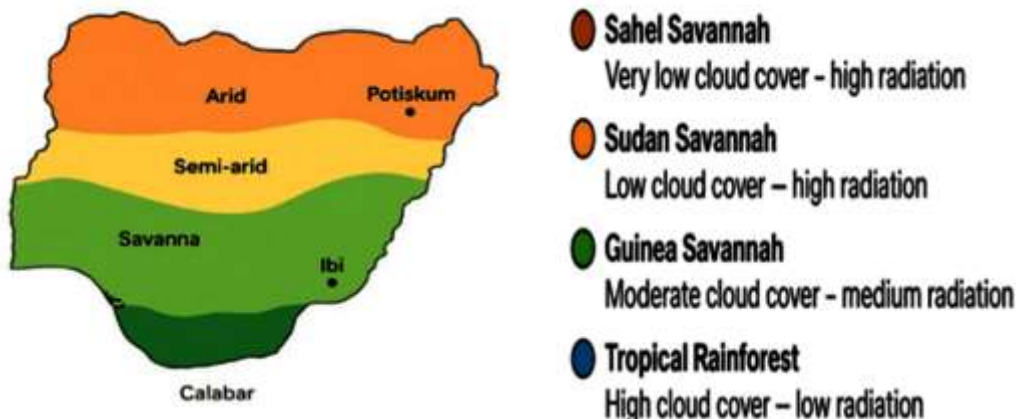 Arid
Potiskum
Semi-arid
Savanna
Ibi
Calabar
Sahel Savannah
Very low cloud cover – high radiation
Sudan Savannah
Low cloud cover – high radiation
Guinea Savannah
Moderate cloud cover – medium radiation
Tropical Rainforest
High cloud cover – low radiation